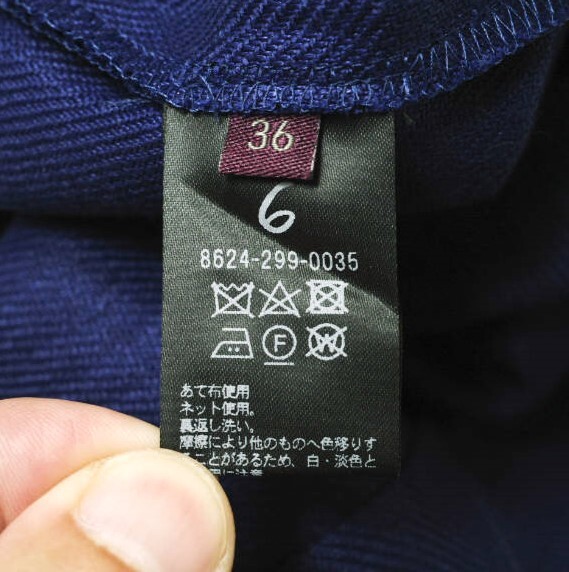 36
6
8624-299-0035
F
W
あて布使用
ネット使用。
裏返し洗い。
摩擦により他のものへ色移りす
ることがあるため、白・淡色と